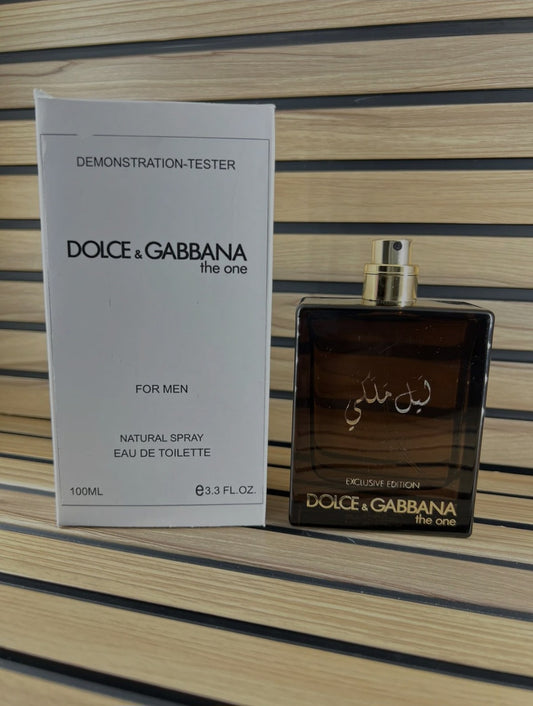 DEMONSTRATION-TESTER
DOLCE & GABBANA
the one
FOR MEN
NATURAL SPRAY
EAU DE TOILETTE
100ML
e3.3 FL.OZ.
ليل ملكي
EXCLUSIVE EDITION
DOLCE & GABBANA
the one